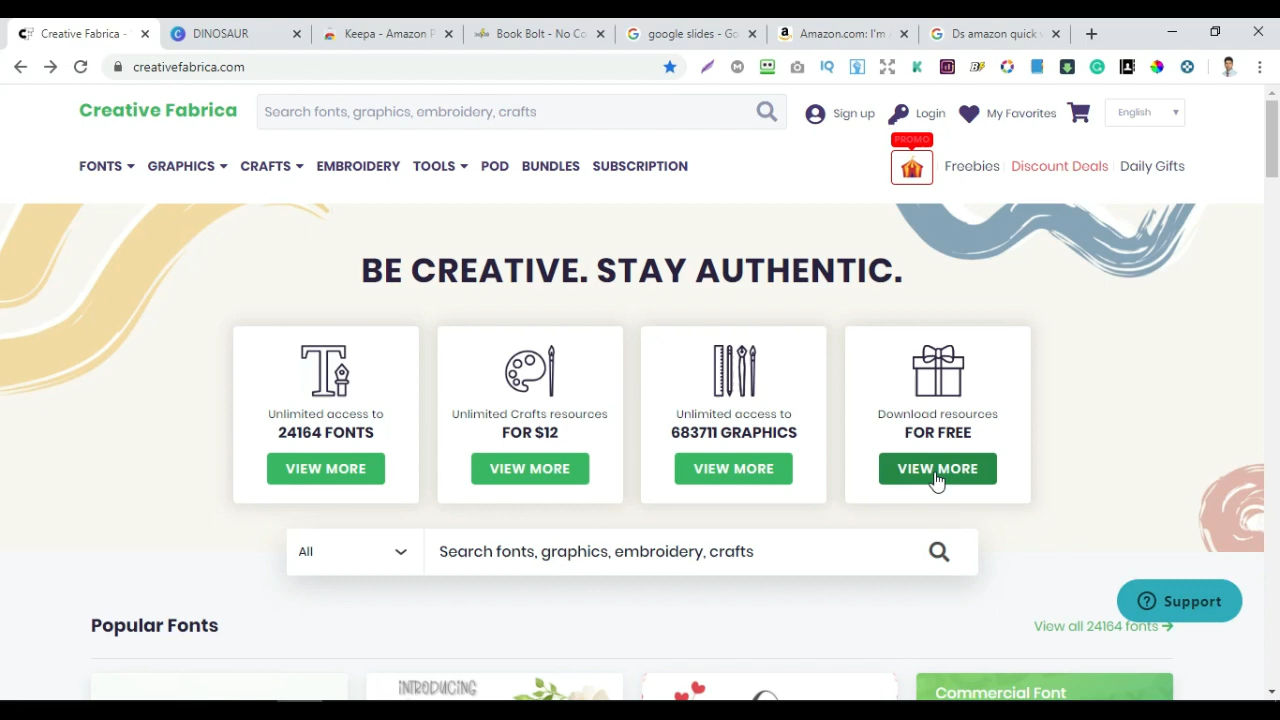 Creative Fabrica -
DINOSAUR
Keepa - Amazon P
Book Bolt - No Co
google slides - Go
Amazon.com: I'm
Ds amazon quick v
creativefabrica.com
Creative Fabrica
Search fonts, graphics, embroidery, crafts
Sign up
Login
My Favorites
English
PROMO
FONTS
GRAPHICS
CRAFTS
EMBROIDERY
TOOLS
POD
BUNDLES
SUBSCRIPTION
Freebies
Discount Deals
Daily Gifts
BE CREATIVE. STAY AUTHENTIC.
Unlimited access to
24164 FONTS
VIEW MORE
Unlimited Crafts resources
FOR $12
VIEW MORE
Unlimited access to
683711 GRAPHICS
VIEW MORE
Download resources
FOR FREE
VIEW MORE
All
Search fonts, graphics, embroidery, crafts
Support
Popular Fonts
View all 24164 fonts
INTRODUCING
Commercial Font